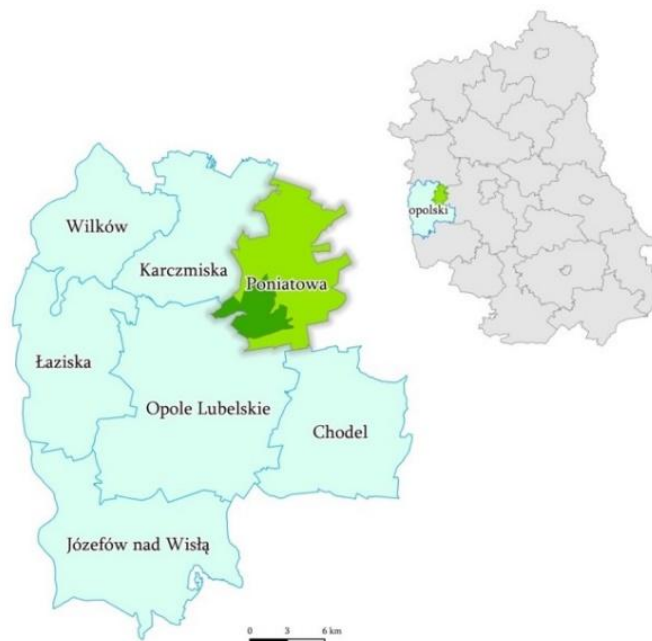 opolski
Wilków
Karczmiska
Poniatowa
Łaziska
Opole Lubelskie
Chodel
Józefów nad Wisłą
0 3 6 km